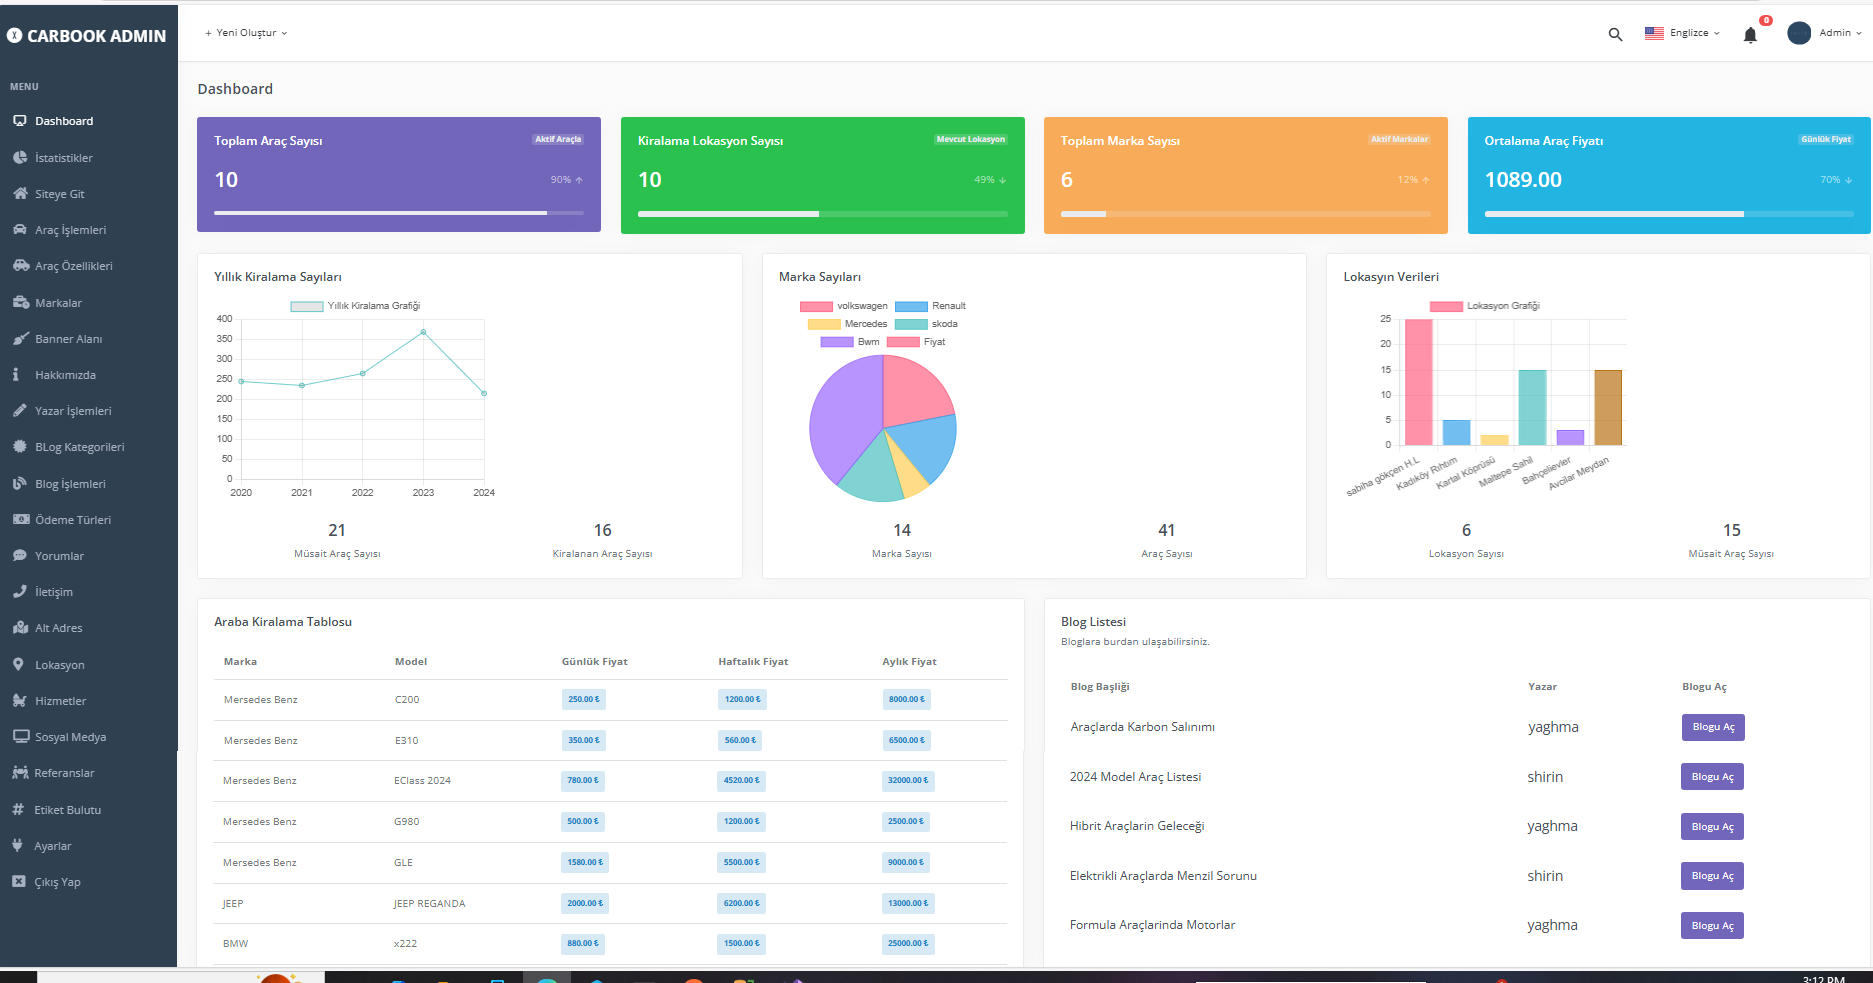 CARBOOK ADMIN
+ Yeni Oluştur
Englizce
0
Admin
MENU
Dashboard
İstatistikler
Siteye Git
Araç İşlemleri
Araç Özellikleri
Markalar
Banner Alanı
Hakkımızda
Yazar İşlemleri
BLog Kategorileri
Blog İşlemleri
Ödeme Türleri
Yorumlar
İletişim
Alt Adres
Lokasyon
Hizmetler
Sosyal Medya
Referanslar
Etiket Bulutu
Ayarlar
Çıkış Yap
Dashboard
Toplam Araç Sayısı
Aktif Araçla
10
90%
Kiralama Lokasyon Sayısı
Mevcut Lokasyon
10
49%
Toplam Marka Sayısı
Aktif Markalar
6
12%
Ortalama Araç Fiyatı
Günlük Fiyat
1089.00
70%
Yıllık Kiralama Sayıları
Yıllık Kiralama Grafiği
400
350
300
250
200
150
100
50
0
2020 2021 2022 2023 2024
21
Müsait Araç Sayısı
16
Kiralanan Araç Sayısı
Marka Sayıları
volkswagen Renault
Mercedes skoda
Bwm Fiyat
14
Marka Sayısı
41
Araç Sayısı
Lokasyın Verileri
Lokasyon Grafiği
25
20
15
10
5
0
sabiha gökçen H.L
Kadıköy Rıhtım
Kartal Köprüsü
Maltepe Sahil
Bahçelievler
Avcılar Meydan
6
Lokasyon Sayısı
15
Müsait Araç Sayısı
Araba Kiralama Tablosu
Marka Model Günlük Fiyat Haftalık Fiyat Aylık Fiyat
Mersedes Benz C200 250.00 ₺ 1200.00 ₺ 8000.00 ₺
Mersedes Benz E310 350.00 ₺ 560.00 ₺ 6500.00 ₺
Mersedes Benz EClass 2024 780.00 ₺ 4520.00 ₺ 32000.00 ₺
Mersedes Benz G980 500.00 ₺ 1200.00 ₺ 2500.00 ₺
Mersedes Benz GLE 1580.00 ₺ 5500.00 ₺ 9000.00 ₺
JEEP JEEP REGANDA 2000.00 ₺ 6200.00 ₺ 13000.00 ₺
BMW x222 880.00 ₺ 1500.00 ₺ 25000.00 ₺
Blog Listesi
Bloglara burdan ulaşabilirsiniz.
Blog Başliği Yazar Blogu Aç
Araçlarda Karbon Salınımı yaghma Blogu Aç
2024 Model Araç Listesi shirin Blogu Aç
Hibrit Araçlarin Geleceği yaghma Blogu Aç
Elektrikli Araçlarda Menzil Sorunu shirin Blogu Aç
Formula Araçlarinda Motorlar yaghma Blogu Aç
3:12 PM